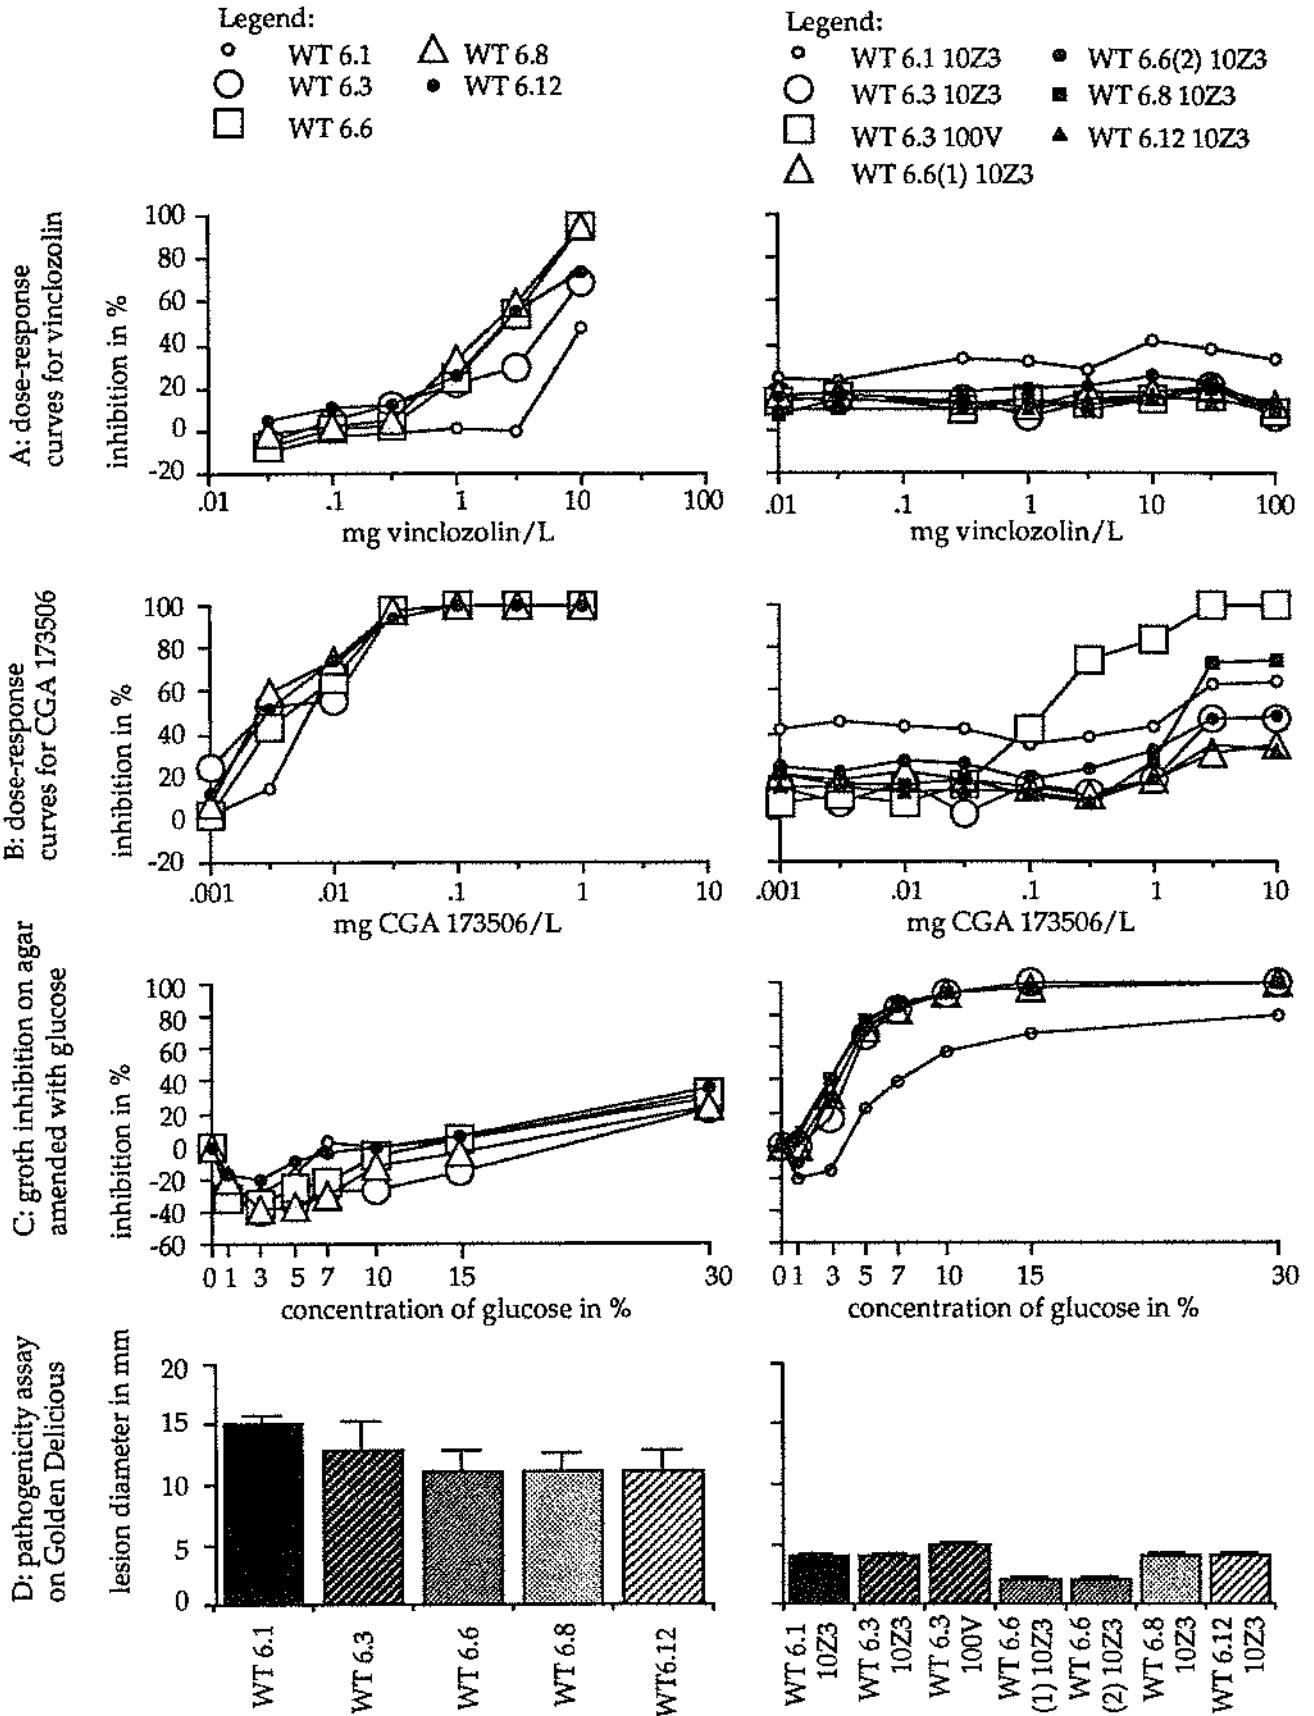 Legend:
WT 6.1
WT 6.8
WT 6.3
WT 6.12
WT 6.6
Legend:
WT 6.1 10Z3
WT 6.6(2) 10Z3
WT 6.3 10Z3
WT 6.8 10Z3
WT 6.3 100V
WT 6.12 10Z3
WT 6.6(1) 10Z3
A: dose-response
curves for vinclozolin
inhibition in %
100
80
60
40
20
0
-20
.01
.1
1
10
100
mg vinclozolin/L
.01
.1
1
10
100
mg vinclozolin/L
B: dose-response
curves for CGA 173506
inhibition in %
100
80
60
40
20
0
-20
.001
.01
.1
1
10
mg CGA 173506/L
.001
.01
.1
1
10
mg CGA 173506/L
C: groth inhibition on agar
amended with glucose
inhibition in %
100
80
60
40
20
0
-20
-40
-60
0 1 3 5 7 10 15 30
concentration of glucose in %
0 1 3 5 7 10 15 30
concentration of glucose in %
D: pathogenicity assay
on Golden Delicious
lesion diameter in mm
20
15
10
5
0
WT 6.1
WT 6.3
WT 6.6
WT 6.8
WT6.12
WT 6.1
10Z3
WT 6.3
10Z3
WT 6.3
100V
WT 6.6
(1) 10Z3
WT 6.6
(2) 10Z3
WT 6.8
10Z3
WT 6.12
10Z3